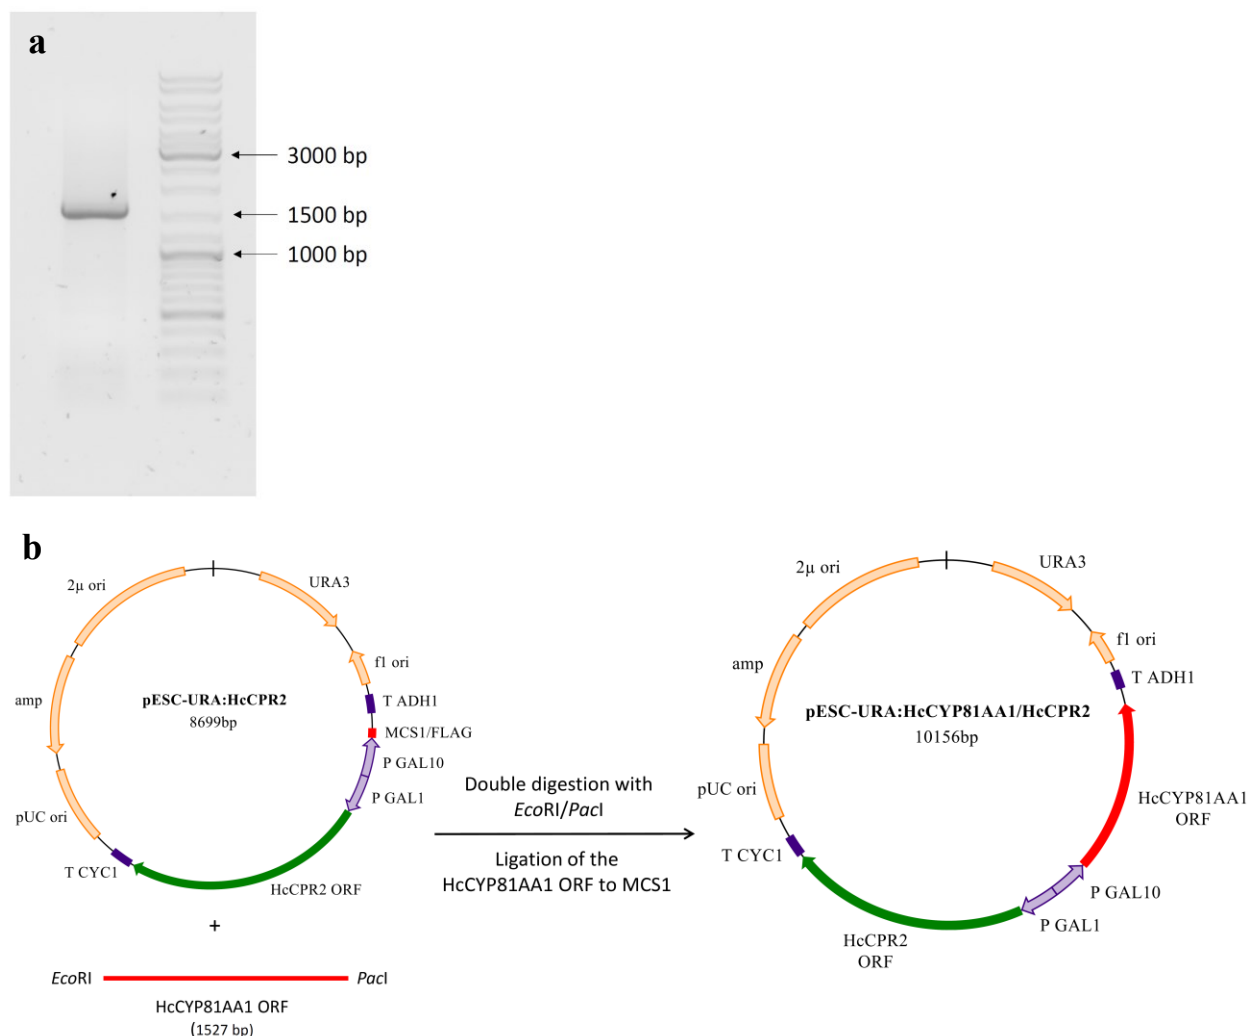 a
3000 bp
1500 bp
1000 bp
b
2μ ori
URA3
f1 ori
amp
T ADH1
pESC-URA:HcCPR2
8699bp
MCS1/FLAG
P GAL10
P GAL1
pUC ori
T CYC1
HcCPR2 ORF
+
EcoRI
PacI
HcCYP81AA1 ORF
(1527 bp)
Double digestion with
EcoRI/PacI
Ligation of the
HcCYP81AA1 ORF to MCS1
2μ ori
URA3
f1 ori
amp
T ADH1
pESC-URA:HcCYP81AA1/HcCPR2
10156bp
pUC ori
HcCYP81AA1
ORF
T CYC1
P GAL10
P GAL1
HcCPR2
ORF